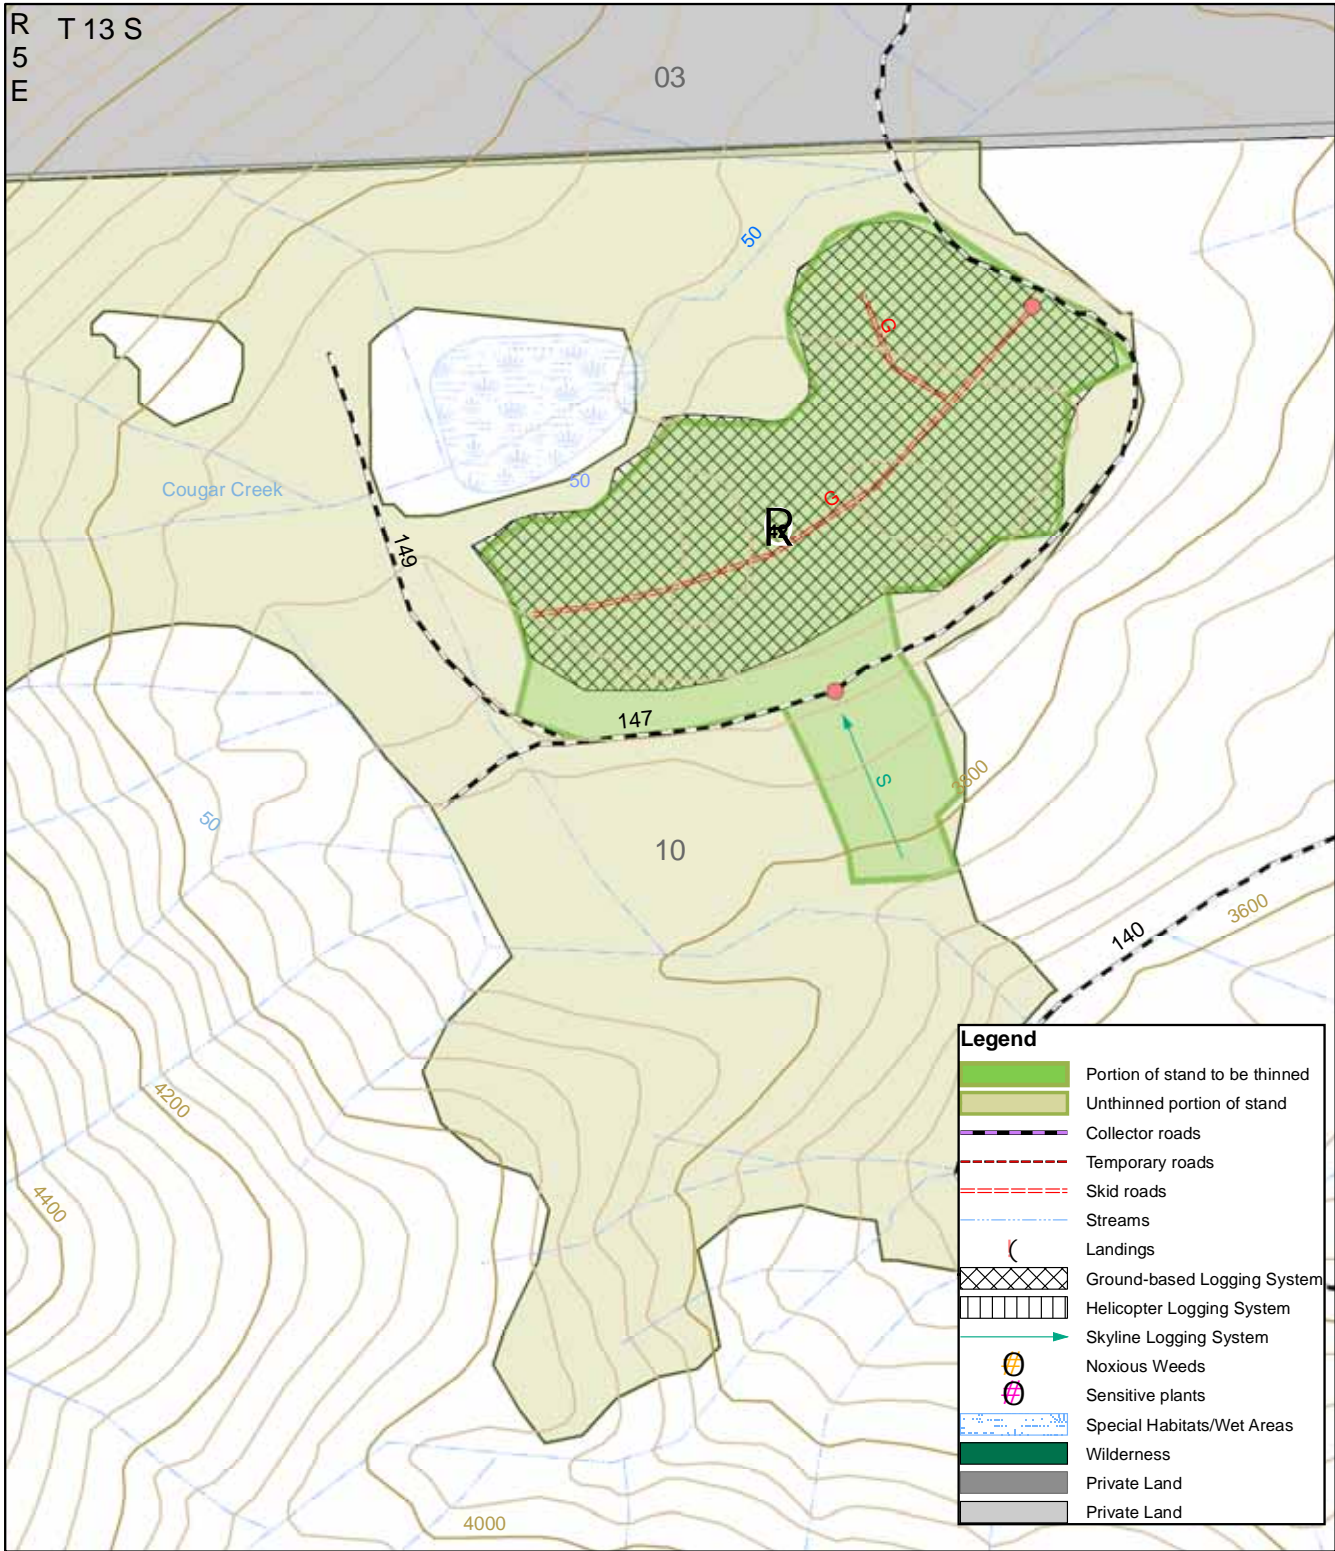 R
5
E
T 13 S
03
50
G
50
Cougar Creek
G
R
149
147
S
3800
50
10
3600
140
4200
4400
4000
Legend
Portion of stand to be thinned
Unthinned portion of stand
Collector roads
Temporary roads
Skid roads
Streams
Landings
Ground-based Logging System
Helicopter Logging System
Skyline Logging System
Noxious Weeds
Sensitive plants
Special Habitats/Wet Areas
Wilderness
Private Land
Private Land